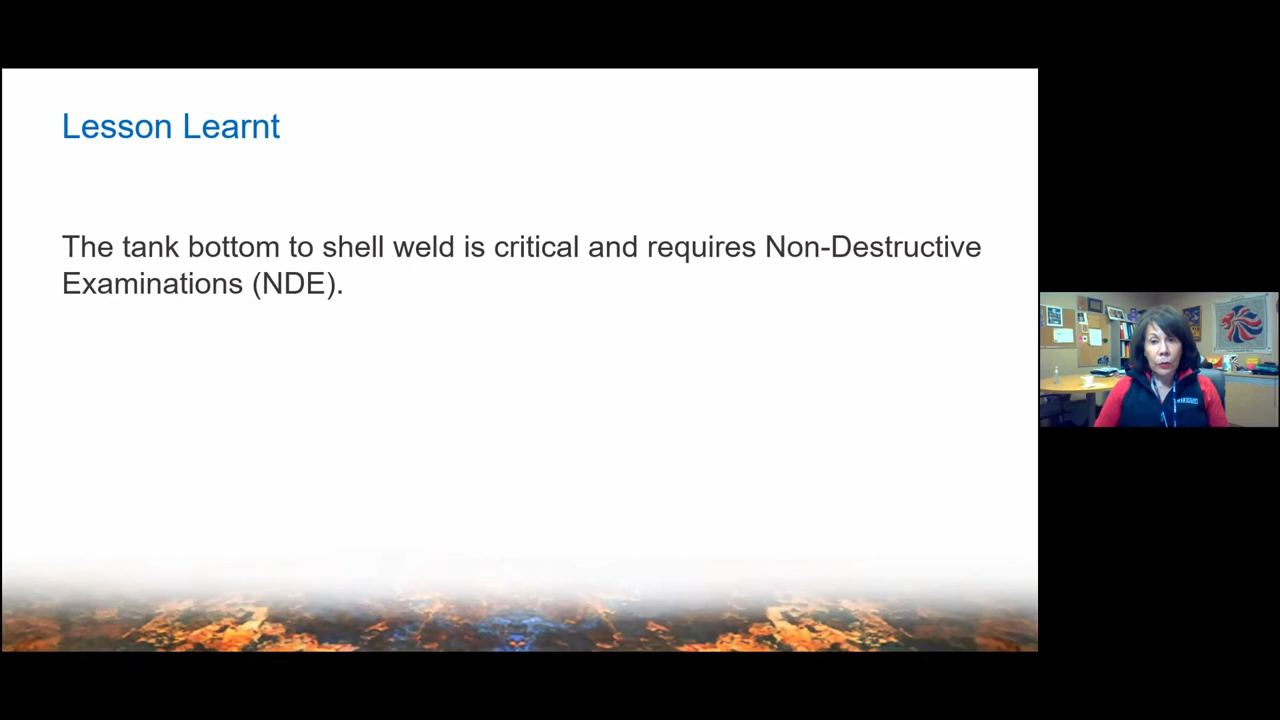 Lesson Learnt
The tank bottom to shell weld is critical and requires Non-Destructive
Examinations (NDE).